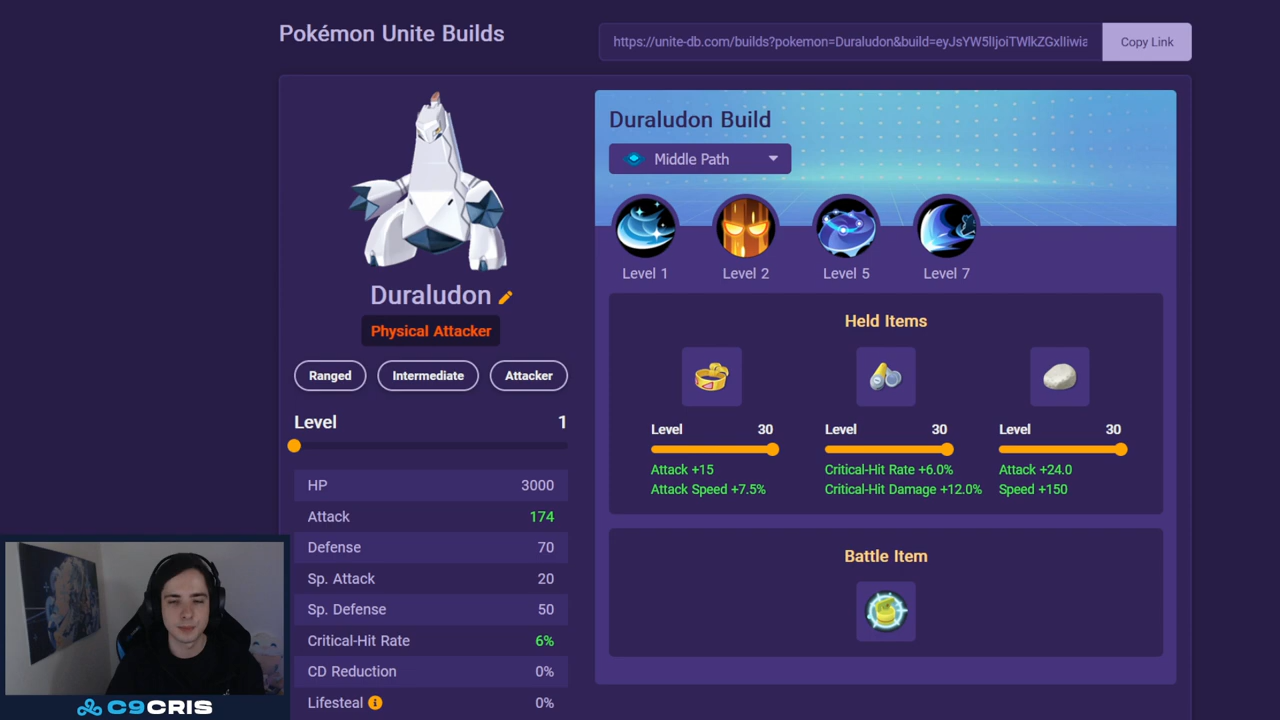 Pokémon Unite Builds
https://unite-db.com/builds?pokemon=Duraludon&build=eyJsYW5lIjoiTWlkZGxlIiwia
Copy Link
Duraludon Build
Middle Path
Level 1
Level 2
Level 5
Level 7
Duraludon
Physical Attacker
Ranged
Intermediate
Attacker
Level 1
HP 3000
Attack 174
Defense 70
Sp. Attack 20
Sp. Defense 50
Critical-Hit Rate 6%
CD Reduction 0%
Lifesteal 0%
Held Items
Level 30
Attack +15
Attack Speed +7.5%
Level 30
Critical-Hit Rate +6.0%
Critical-Hit Damage +12.0%
Level 30
Attack +24.0
Speed +150
Battle Item
C9CRIS